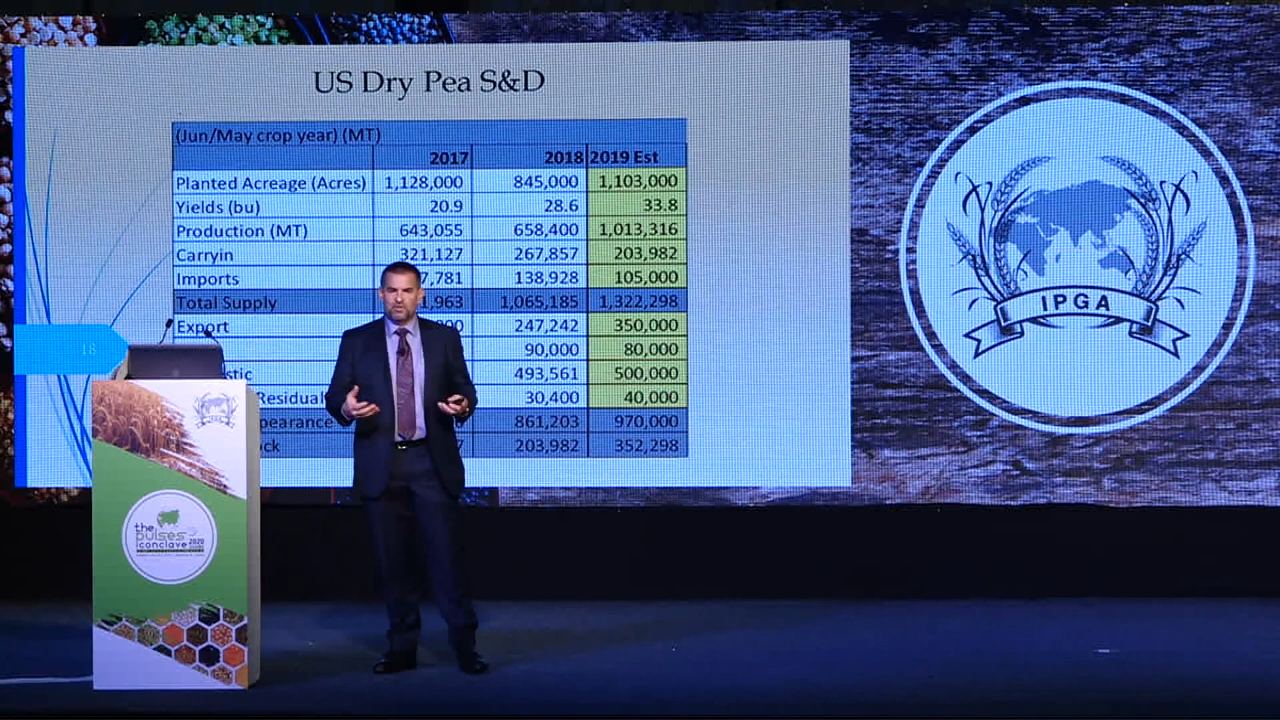 US Dry Pea S&D
(Jun/May crop year) (MT)
2017 2018 2019 Est
Planted Acreage (Acres) 1,128,000 845,000 1,103,000
Yields (bu) 20.9 28.6 33.8
Production (MT) 643,055 658,400 1,013,316
Carryin 321,127 267,857 203,982
Imports 7,781 138,928 105,000
Total Supply 1,963 1,065,185 1,322,298
Export 247,242 350,000
90,000 80,000
stic 493,561 500,000
Residual 30,400 40,000
pearance 861,203 970,000
ck 7 203,982 352,298
18
IPGA
the
pulses
iconclave 2020